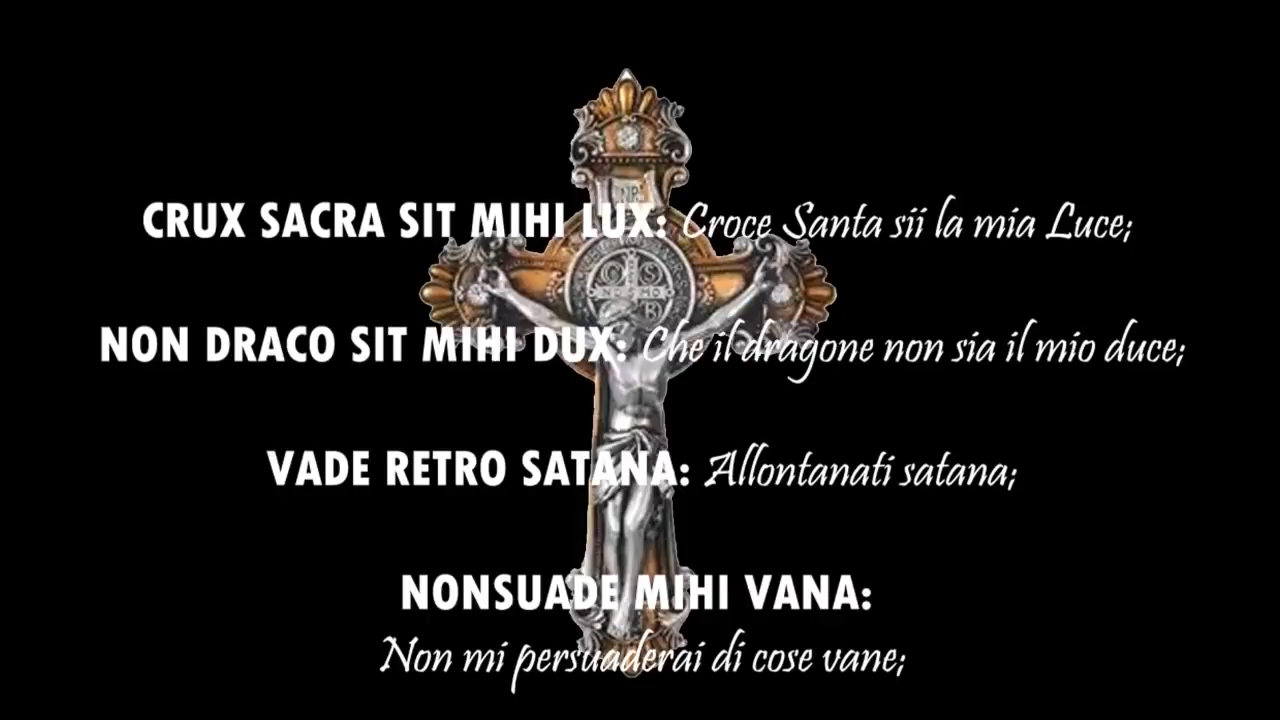 INRI
CRUX SACRA SIT MIHI LUX: Croce Santa sii la mia Luce;
NON DRACO SIT MIHI DUX: Che il dragone non sia il mio duce;
VADE RETRO SATANA: Allontanati satana;
NONSUADE MIHI VANA:
Non mi persuaderai di cose vane;